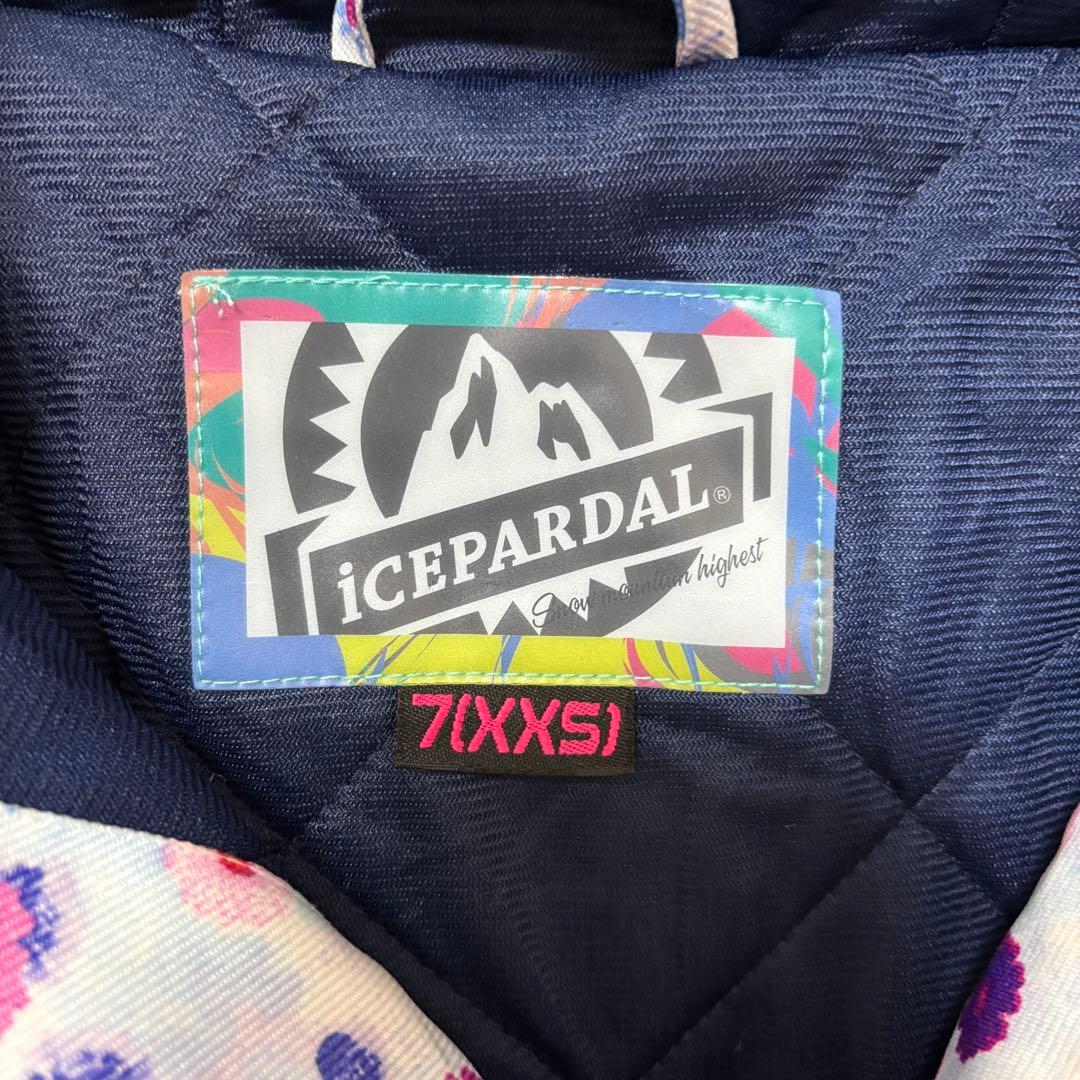 iCEPARDAL®
Snow mountain highest
7(XXS)